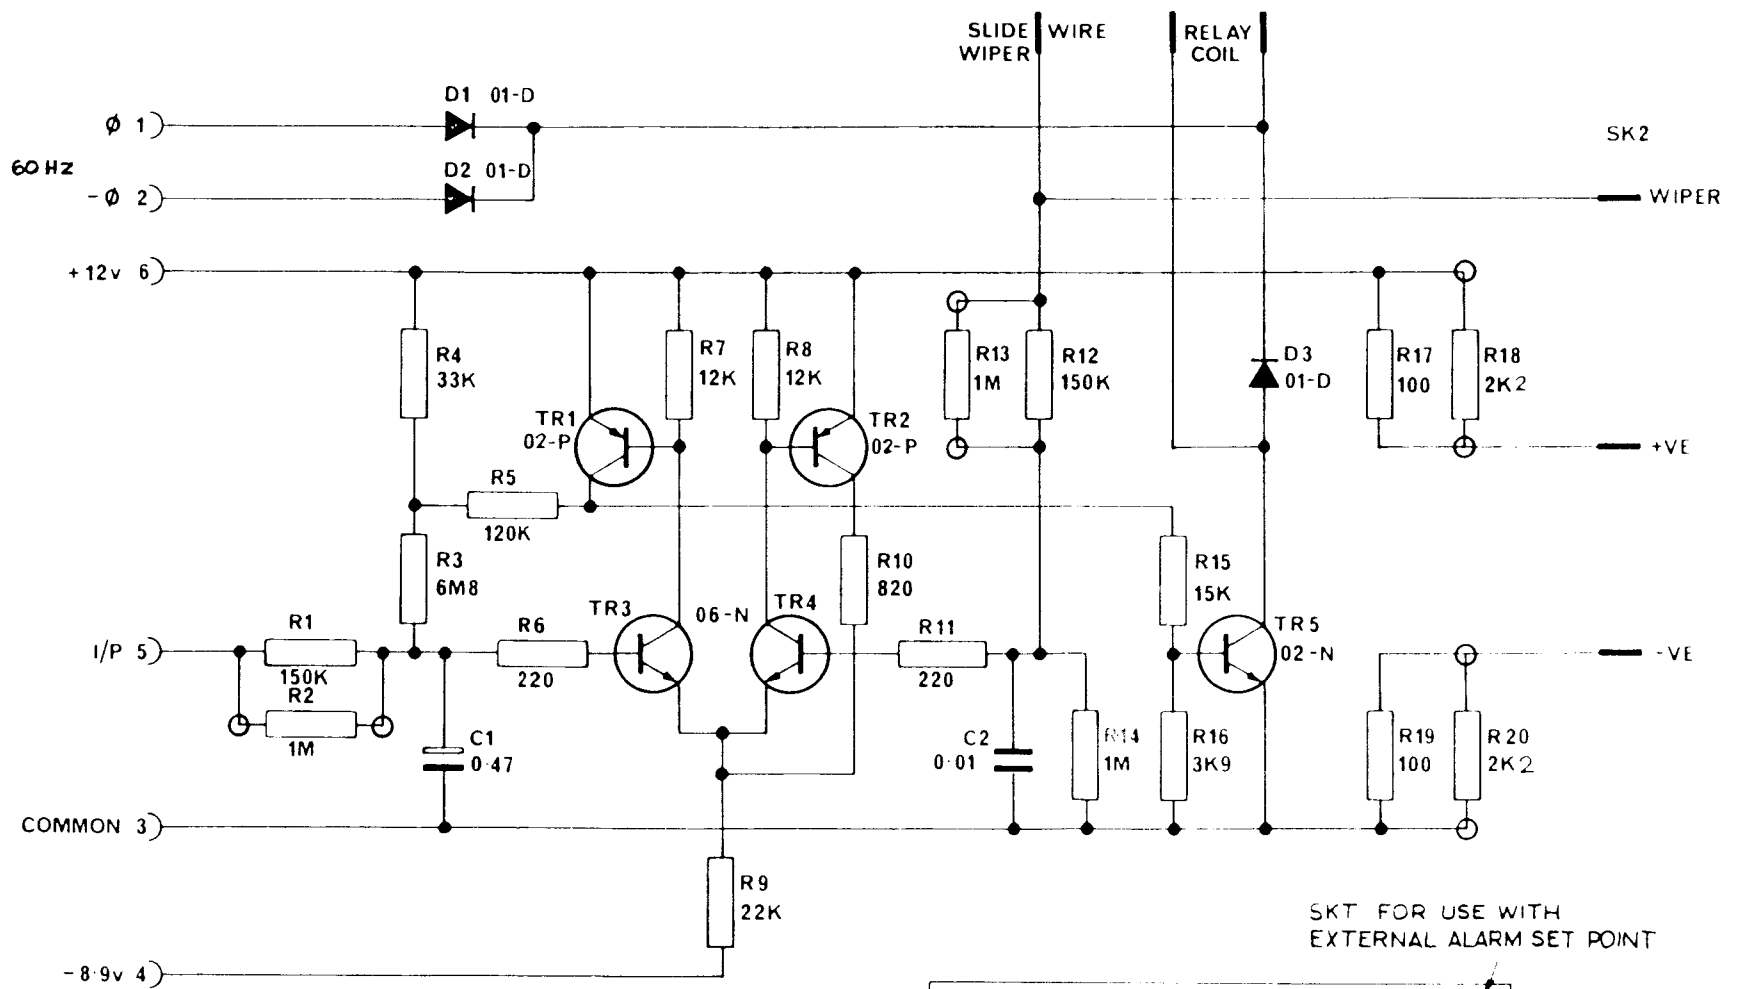 SLIDE WIRE
WIPER
RELAY
COIL
D1 01-D
Ø 1
60HZ
D2 01-D
-Ø 2
SK2
WIPER
+12v 6
R4
33K
R7
12K
R8
12K
R13
1M
R12
150K
D3
01-D
R17
100
R18
2K2
TR1
02-P
TR2
02-P
+VE
R5
120K
R3
6M8
R10
820
R15
15K
TR3
06-N
TR4
I/P 5
R1
150K
R2
1M
R6
220
R11
220
TR5
02-N
-VE
C1
0·47
C2
0·01
R14
1M
R16
3K9
R19
100
R20
2K2
COMMON 3
R9
22K
SKT FOR USE WITH
EXTERNAL ALARM SET POINT
-8·9v 4